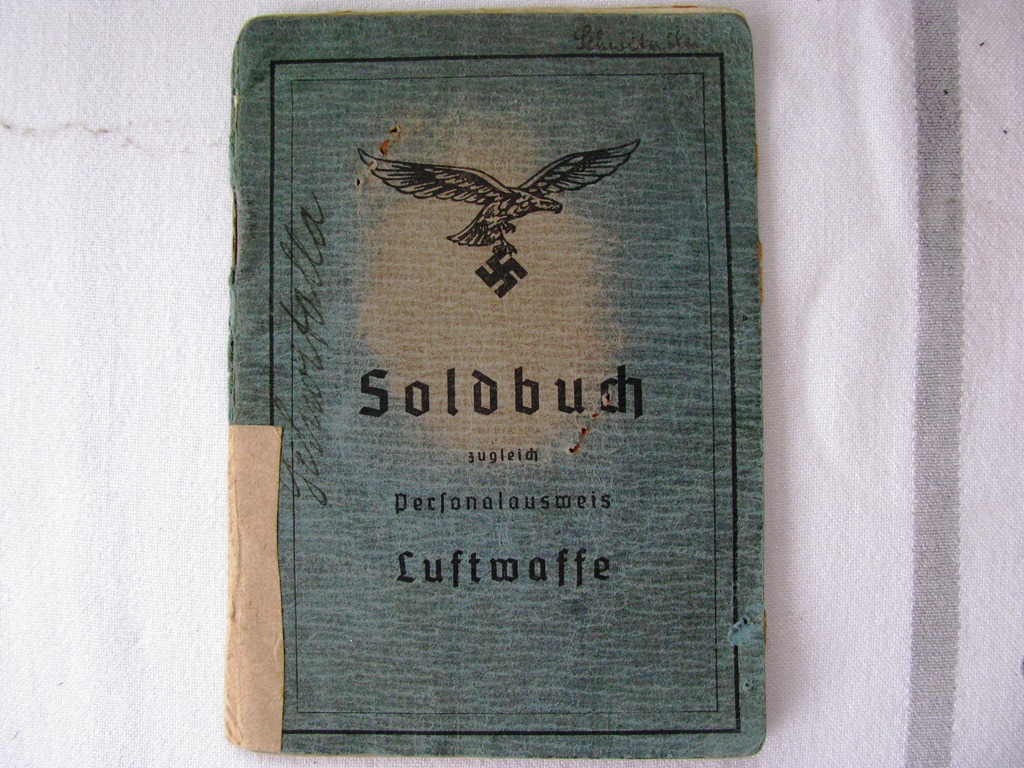 Soldbuch
zugleich
Personalausweis
Luftwaffe